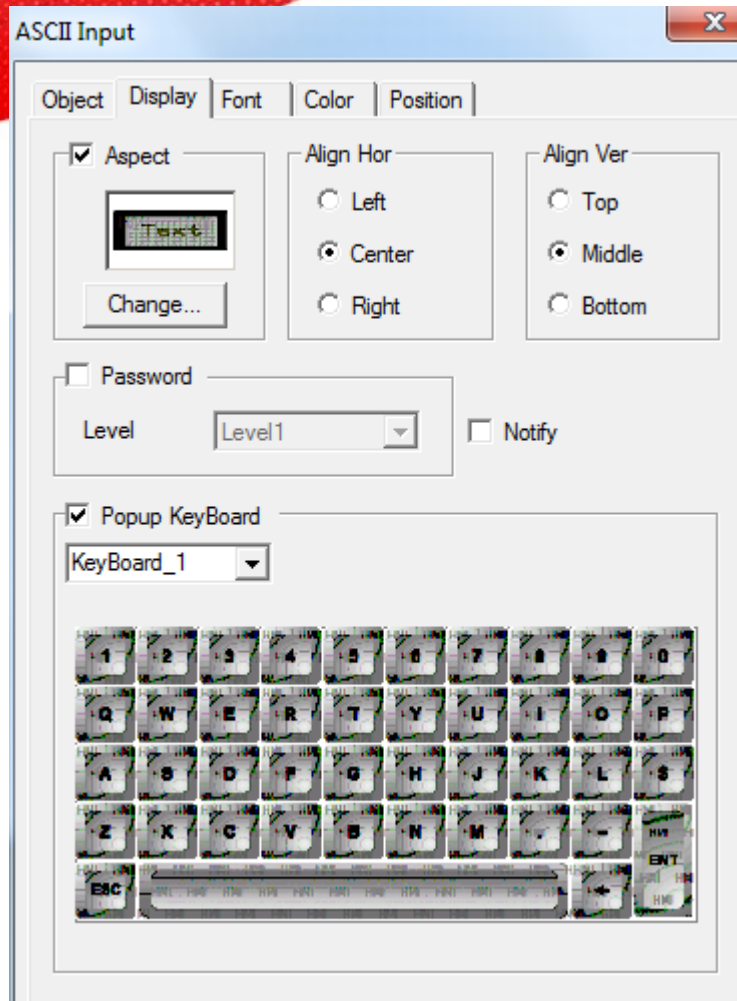 ASCII Input
Object Display Font Color Position
Aspect Align Hor Align Ver
Left Top
Text
Center Middle
Change... Right Bottom
Password
Level Level1 Notify
Popup KeyBoard
KeyBoard_1
1 2 3 4 5 6 7 8 9 0
Q W E R T Y U I O P
A S D F G H J K L $
Z X C V B N M . -
ENT
ESC